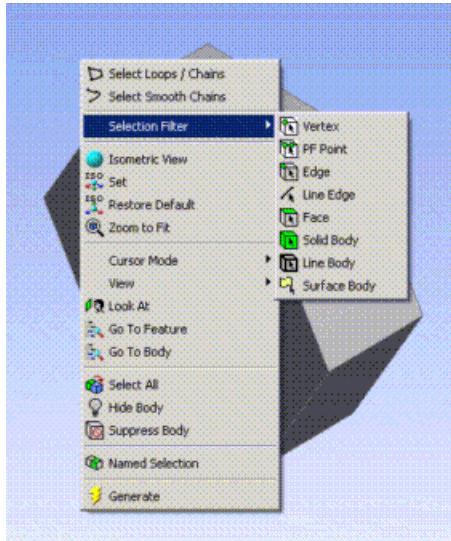 Select Loops / Chains
Select Smooth Chains
Selection Filter
Isometric View
ISO
Set
ISO
Restore Default
Zoom to Fit
Cursor Mode
View
Look At
Go To Feature
Go To Body
Select All
Hide Body
Suppress Body
Named Selection
Generate
Vertex
PF Point
Edge
Line Edge
Face
Solid Body
Line Body
Surface Body